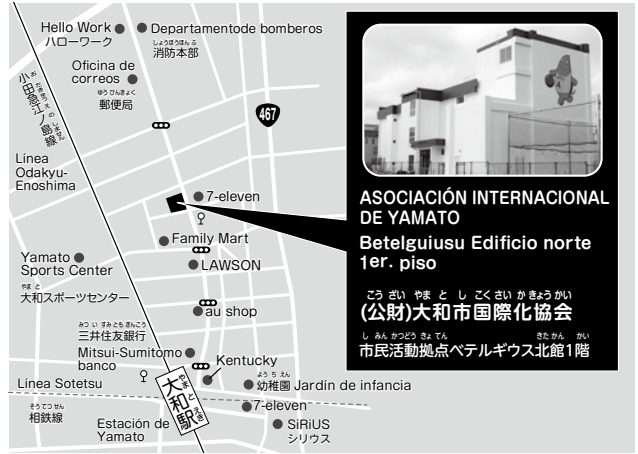 Hello Work
ハローワーク
Departamentode bomberos
しょうぼうほんぶ
消防本部
Oficina de
correos
ゆうびんきょく
郵便局
おだきゅうえのしません
小田急江ノ島線
467
Línea
Odakyu-
Enoshima
7-eleven
Family Mart
LAWSON
Yamato
Sports Center
やまと
大和スポーツセンター
au shop
みついすみともぎんこう
三井住友銀行
Mitsui-Sumitomo
banco
Kentucky
ようちえん
幼稚園 Jardín de infancia
Línea Sotetsu
そうてつせん
相鉄線
やまとえき
大和駅
Estación de
Yamato
7-eleven
SiRiUS
シリウス
ASOCIACIÓN INTERNACIONAL
DE YAMATO
Betelguiusu Edificio norte
1er. piso
こうざい やまとし こくさいかきょうかい
(公財)大和市国際化協会
しみんかつどうきょてん きたかん かい
市民活動拠点ベテルギウス北館1階